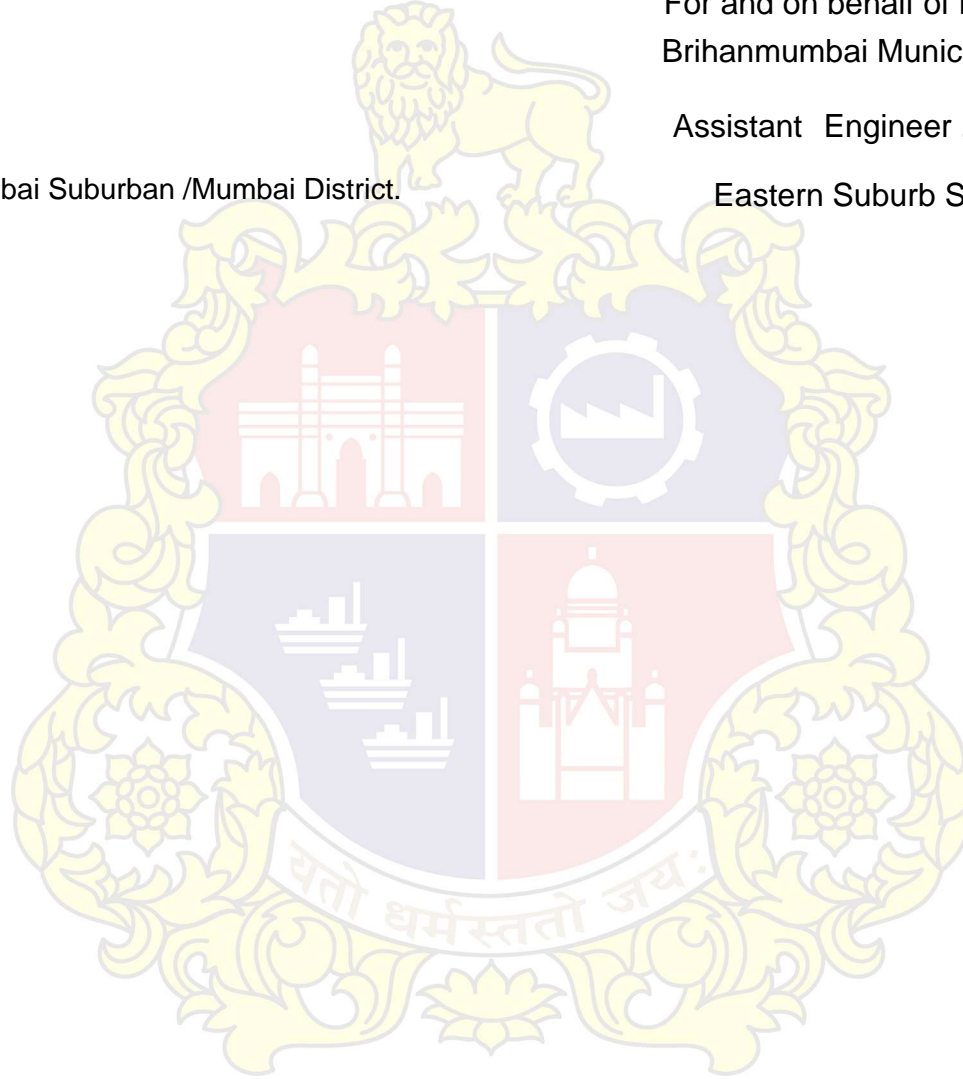 For and on behalf of
Brihanmumbai Munic
Assistant Engineer .
bai Suburban /Mumbai District.
Eastern Suburb S
यतो धर्मस्ततो जयः